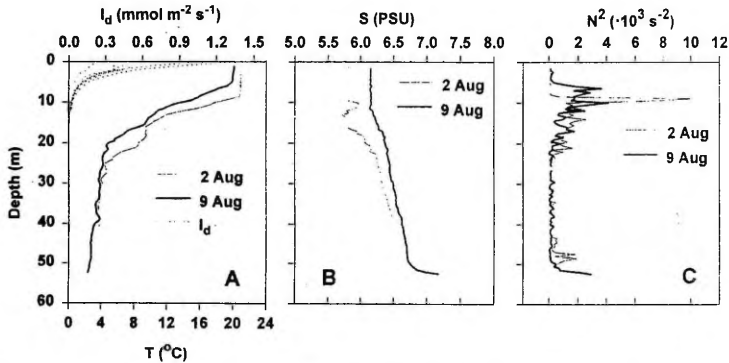 I_d (mmol m⁻² s⁻¹)
0.0 0.3 0.6 0.9 1.2 1.5
S (PSU)
5.0 5.5 6.0 6.5 7.0 7.5 8.0
N² (·10³ s⁻²)
0 2 4 6 8 10 12
0
10
20
30
40
50
60
Depth (m)
2 Aug
9 Aug
I_d
A
0 4 8 12 16 20 24
T (°C)
2 Aug
9 Aug
B
2 Aug
9 Aug
C